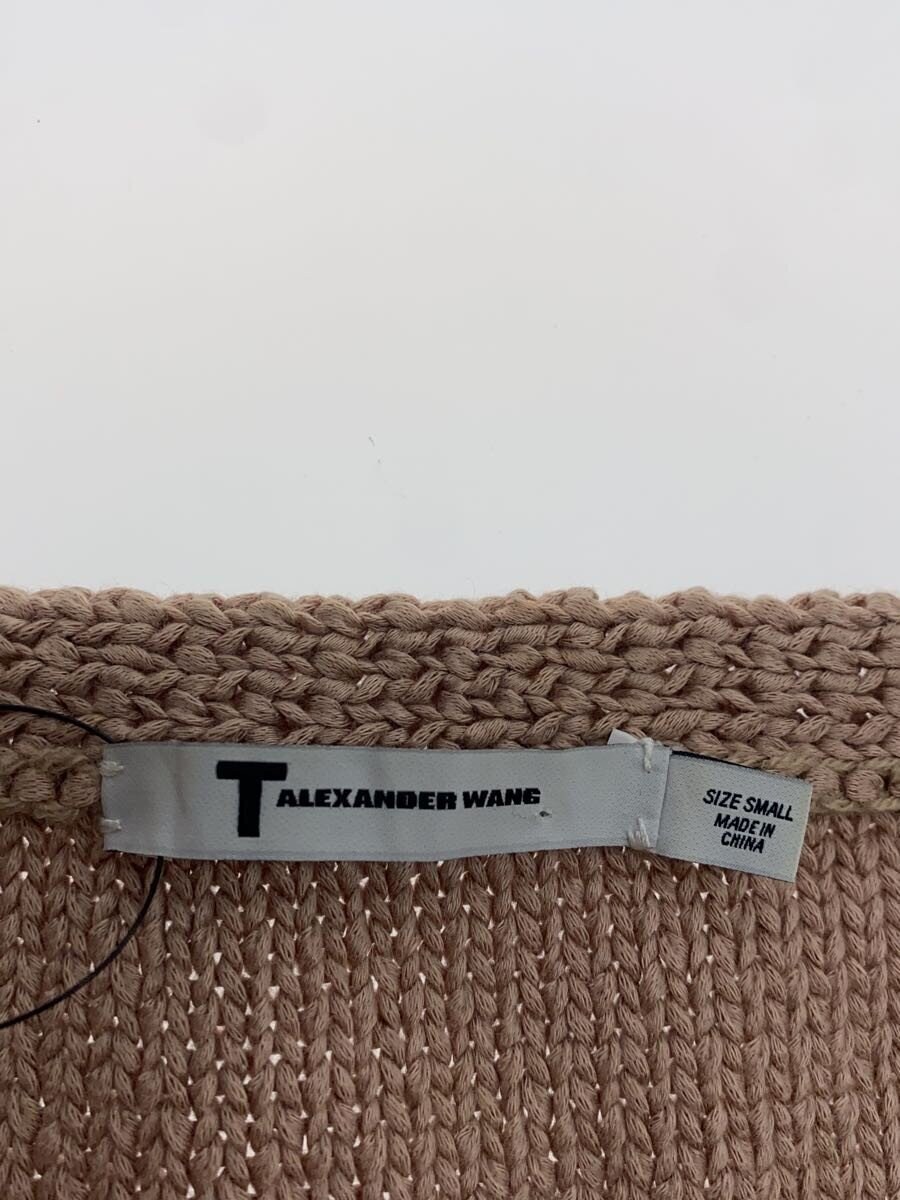 T ALEXANDER WANG
SIZE SMALL
MADE IN
CHINA